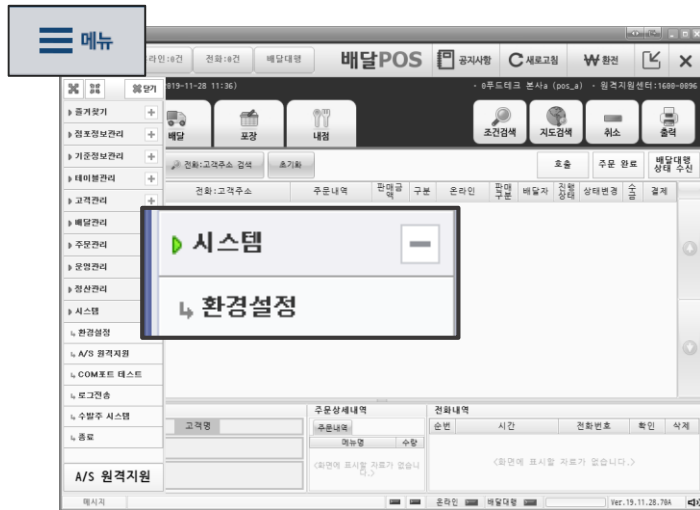 메뉴
라인:0건 전화:0건 배달대행 배달POS 공지사항 새로고침 환전
닫기 019-11-28 11:36) · 0푸드테크 본사a (pos_a) · 원격지원센터:1600-0096
즐겨찾기
점포정보관리
기준정보관리
테이블관리
고객관리
배달관리
주문관리
운영관리
정산관리
시스템
환경설정
A/S 원격지원
COM포트 테스트
로그전송
수발주 시스템
종료
A/S 원격지원
메시지
배달 포장 내점 조건검색 지도검색 취소 출력
전화:고객주소 검색 초기화 호출 주문 완료 배달대행 상태 수신
전화:고객주소 주문내역 판매금액 구분 온라인 판매구분 배달자 진행상태 상태변경 수금 결제
시스템
환경설정
고객명
주문상세내역
주문내역
메뉴명 수량
<화면에 표시할 자료가 없습니다.>
전화내역
순번 시간 전화번호 확인 삭제
<화면에 표시할 자료가 없습니다.>
온라인 배달대행 Ver.19.11.28.70A